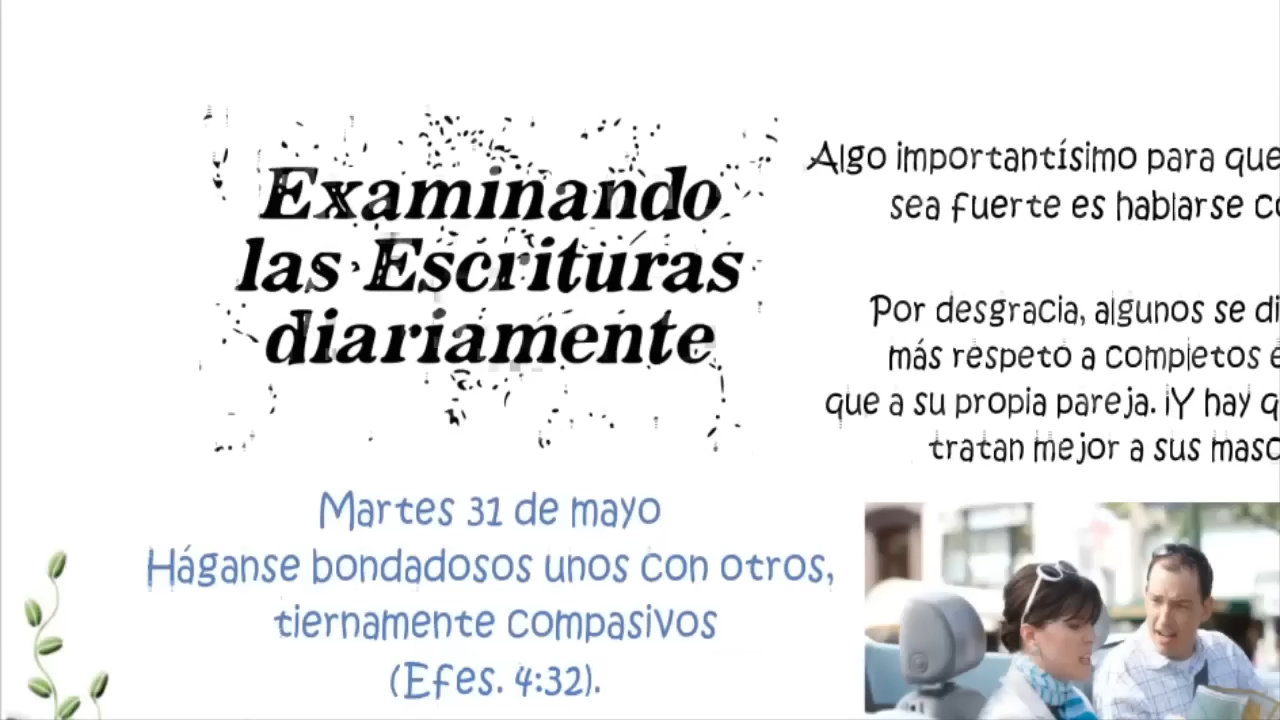 Examinando
las Escrituras
diariamente
Martes 31 de mayo
Háganse bondadosos unos con otros,
tiernamente compasivos
(Efes. 4:32).
Algo importantísimo para que
sea fuerte es hablarse
Por desgracia, algunos se
más respeto a completos
que a su propia pareja. ¡Y hay
tratan mejor a sus